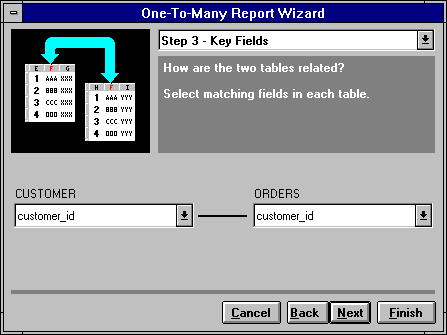 One-To-Many Report Wizard
Step 3 - Key Fields
E F G
1 AAA XXX
2 BBB XXX
3 CCC XXX
4 DDD XXX
H F I
1 AAA YYY
2 BBB YYY
3 CCC YYY
4 DDD YYY
How are the two tables related?
Select matching fields in each table.
CUSTOMER
ORDERS
customer_id
customer_id
Cancel
Back
Next
Finish